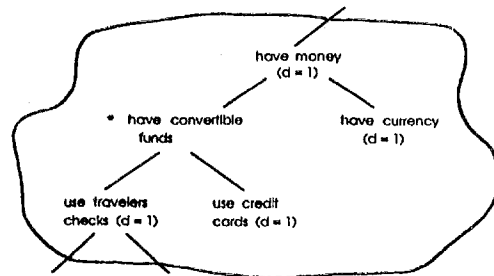 have money
(d = 1)
* have convertible
funds
have currency
(d = 1)
use travelers
checks (d = 1)
use credit
cards (d = 1)